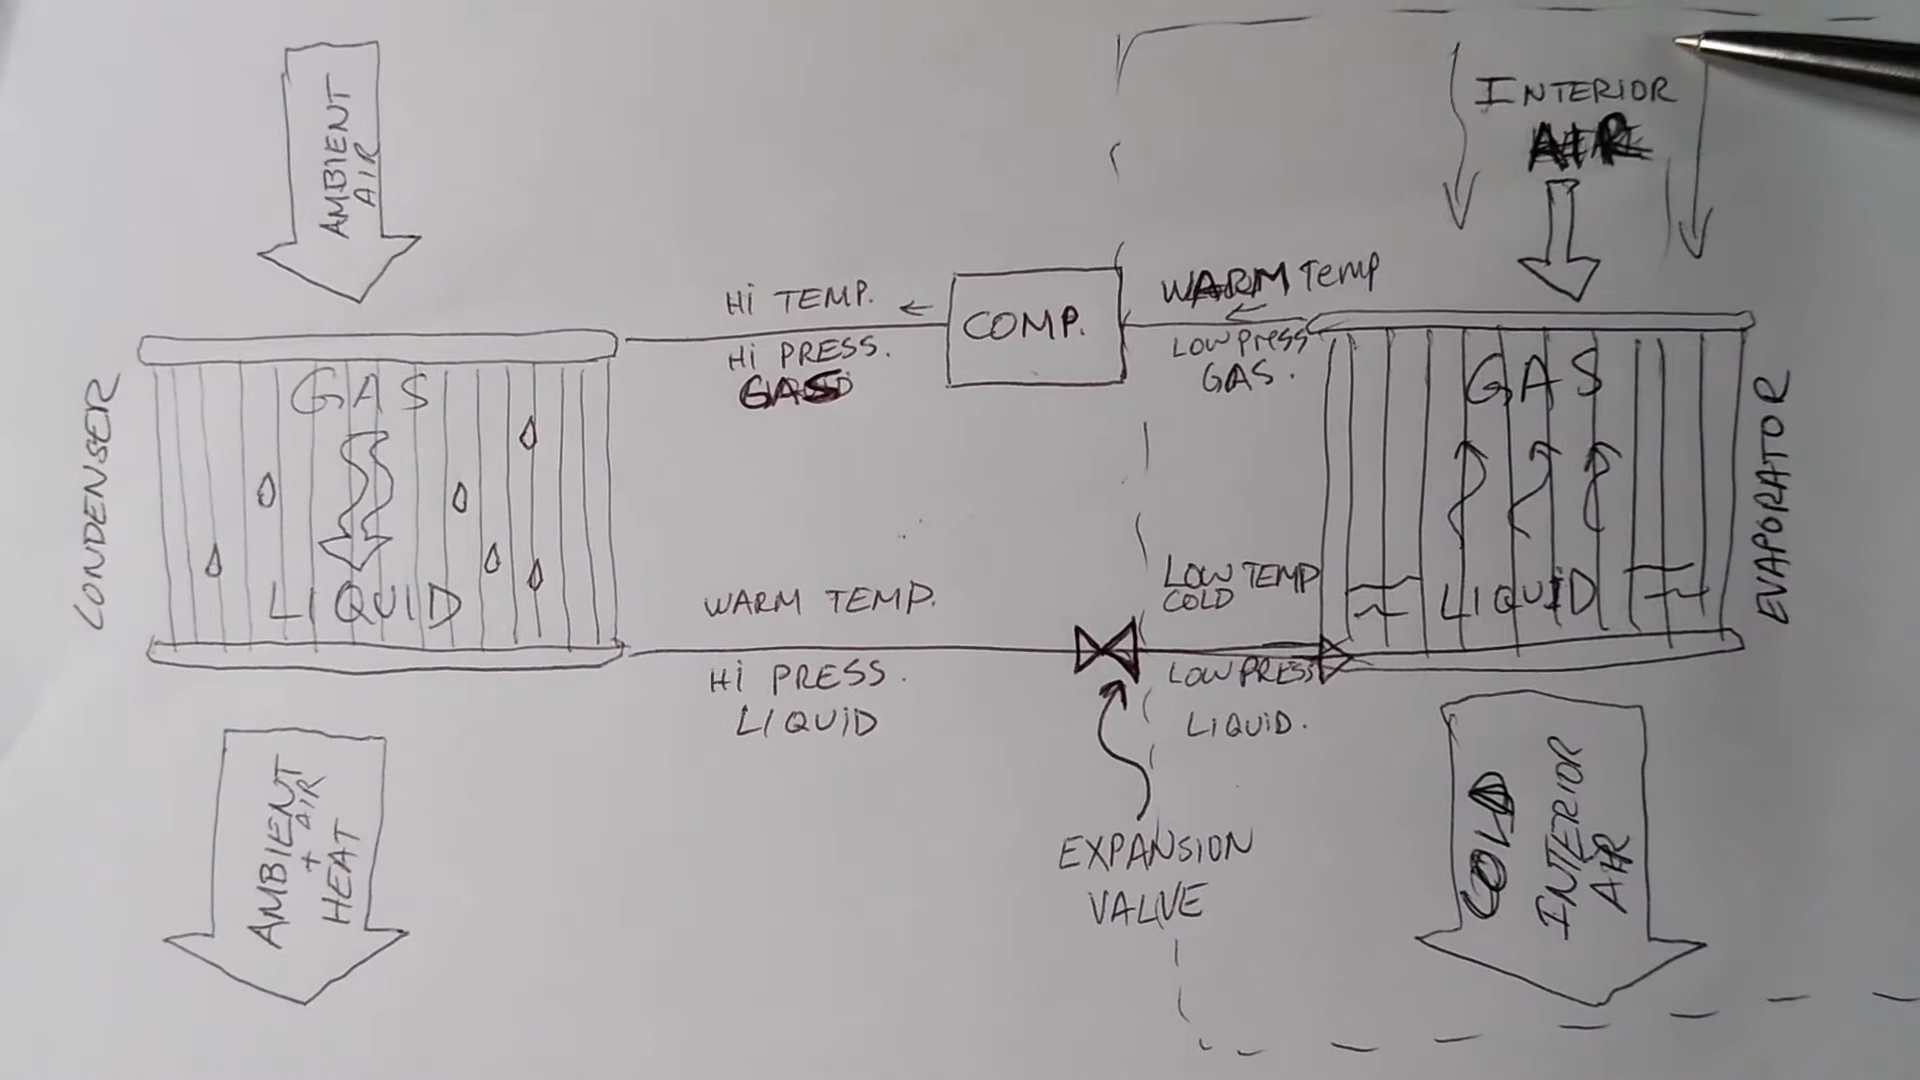 AMBIENT
AIR
INTERIOR
AIR
HI TEMP.
HI PRESS.
GAS
COMP.
WARM Temp
LOW PRESS
GAS.
CONDENSER
GAS
LIQUID
GAS
LIQUID
EVAPORATOR
WARM TEMP.
HI PRESS.
LIQUID
LOW TEMP
COLD
LOW PRESS
LIQUID.
EXPANSION
VALVE
AMBIENT
AIR
+
HEAT
COLD
INTERIOR
AIR